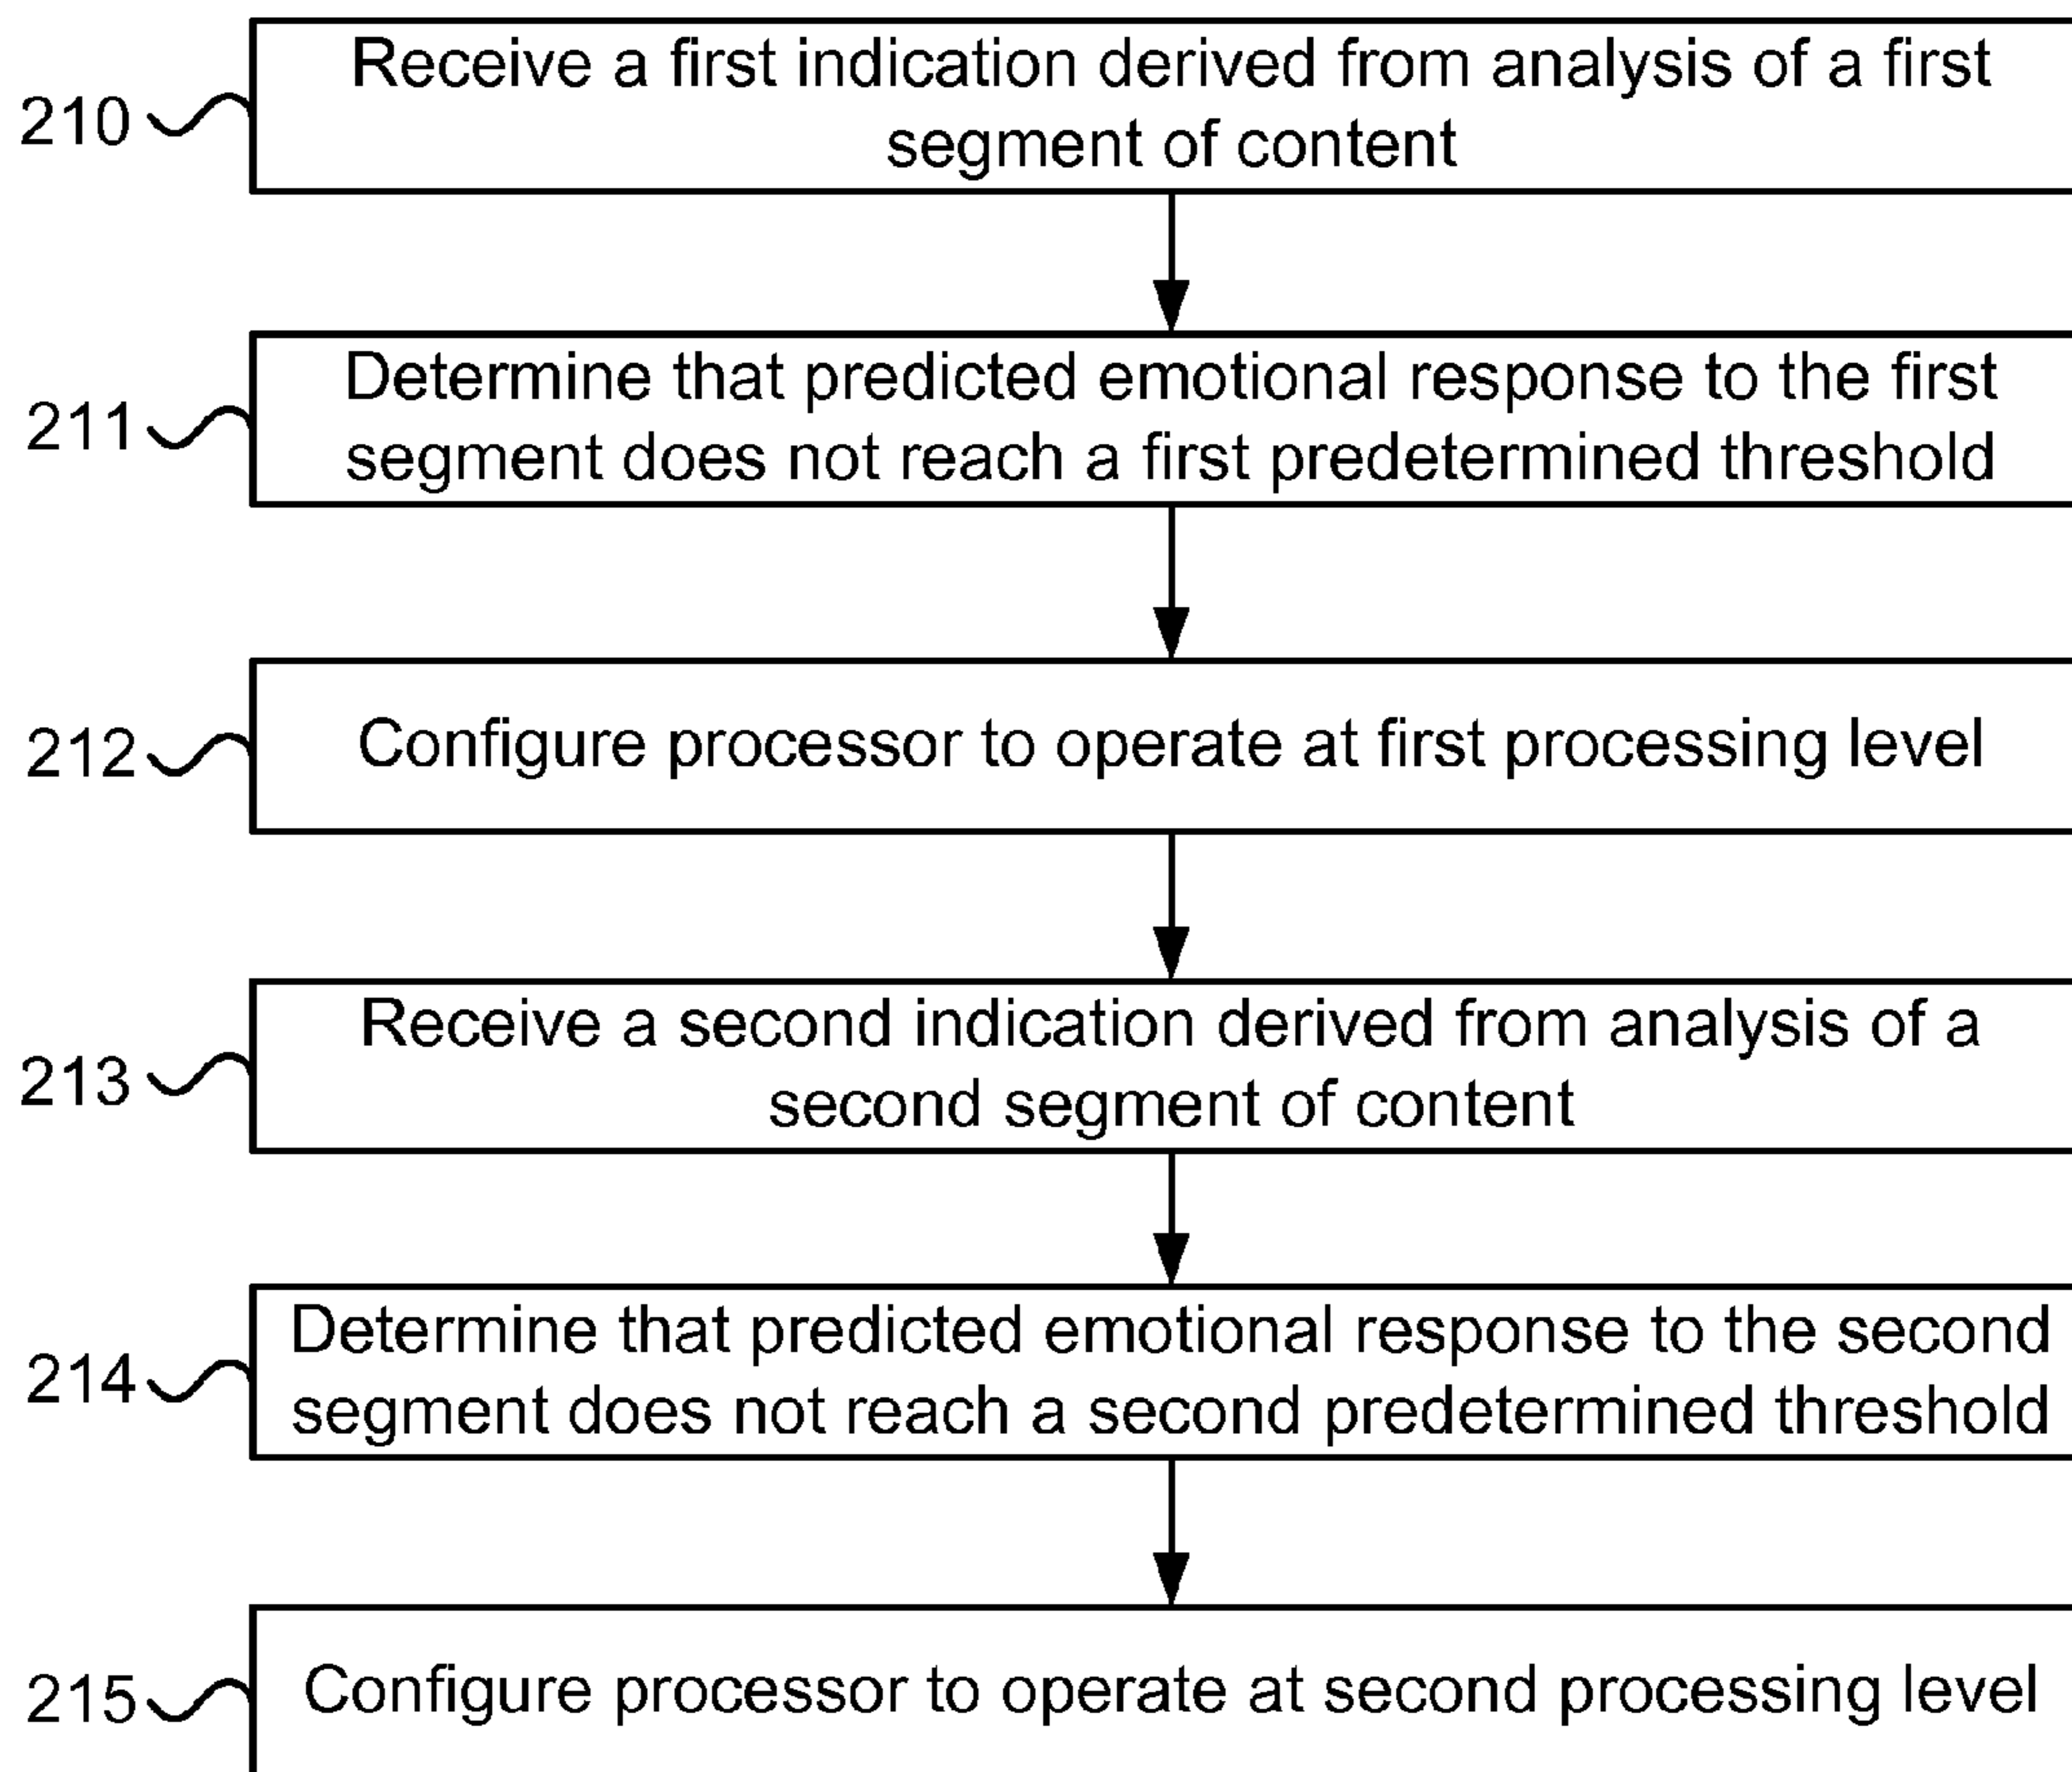 210
Receive a first indication derived from analysis of a first
segment of content
211
Determine that predicted emotional response to the first
segment does not reach a first predetermined threshold
212
Configure processor to operate at first processing level
213
Receive a second indication derived from analysis of a
second segment of content
214
Determine that predicted emotional response to the second
segment does not reach a second predetermined threshold
215
Configure processor to operate at second processing level